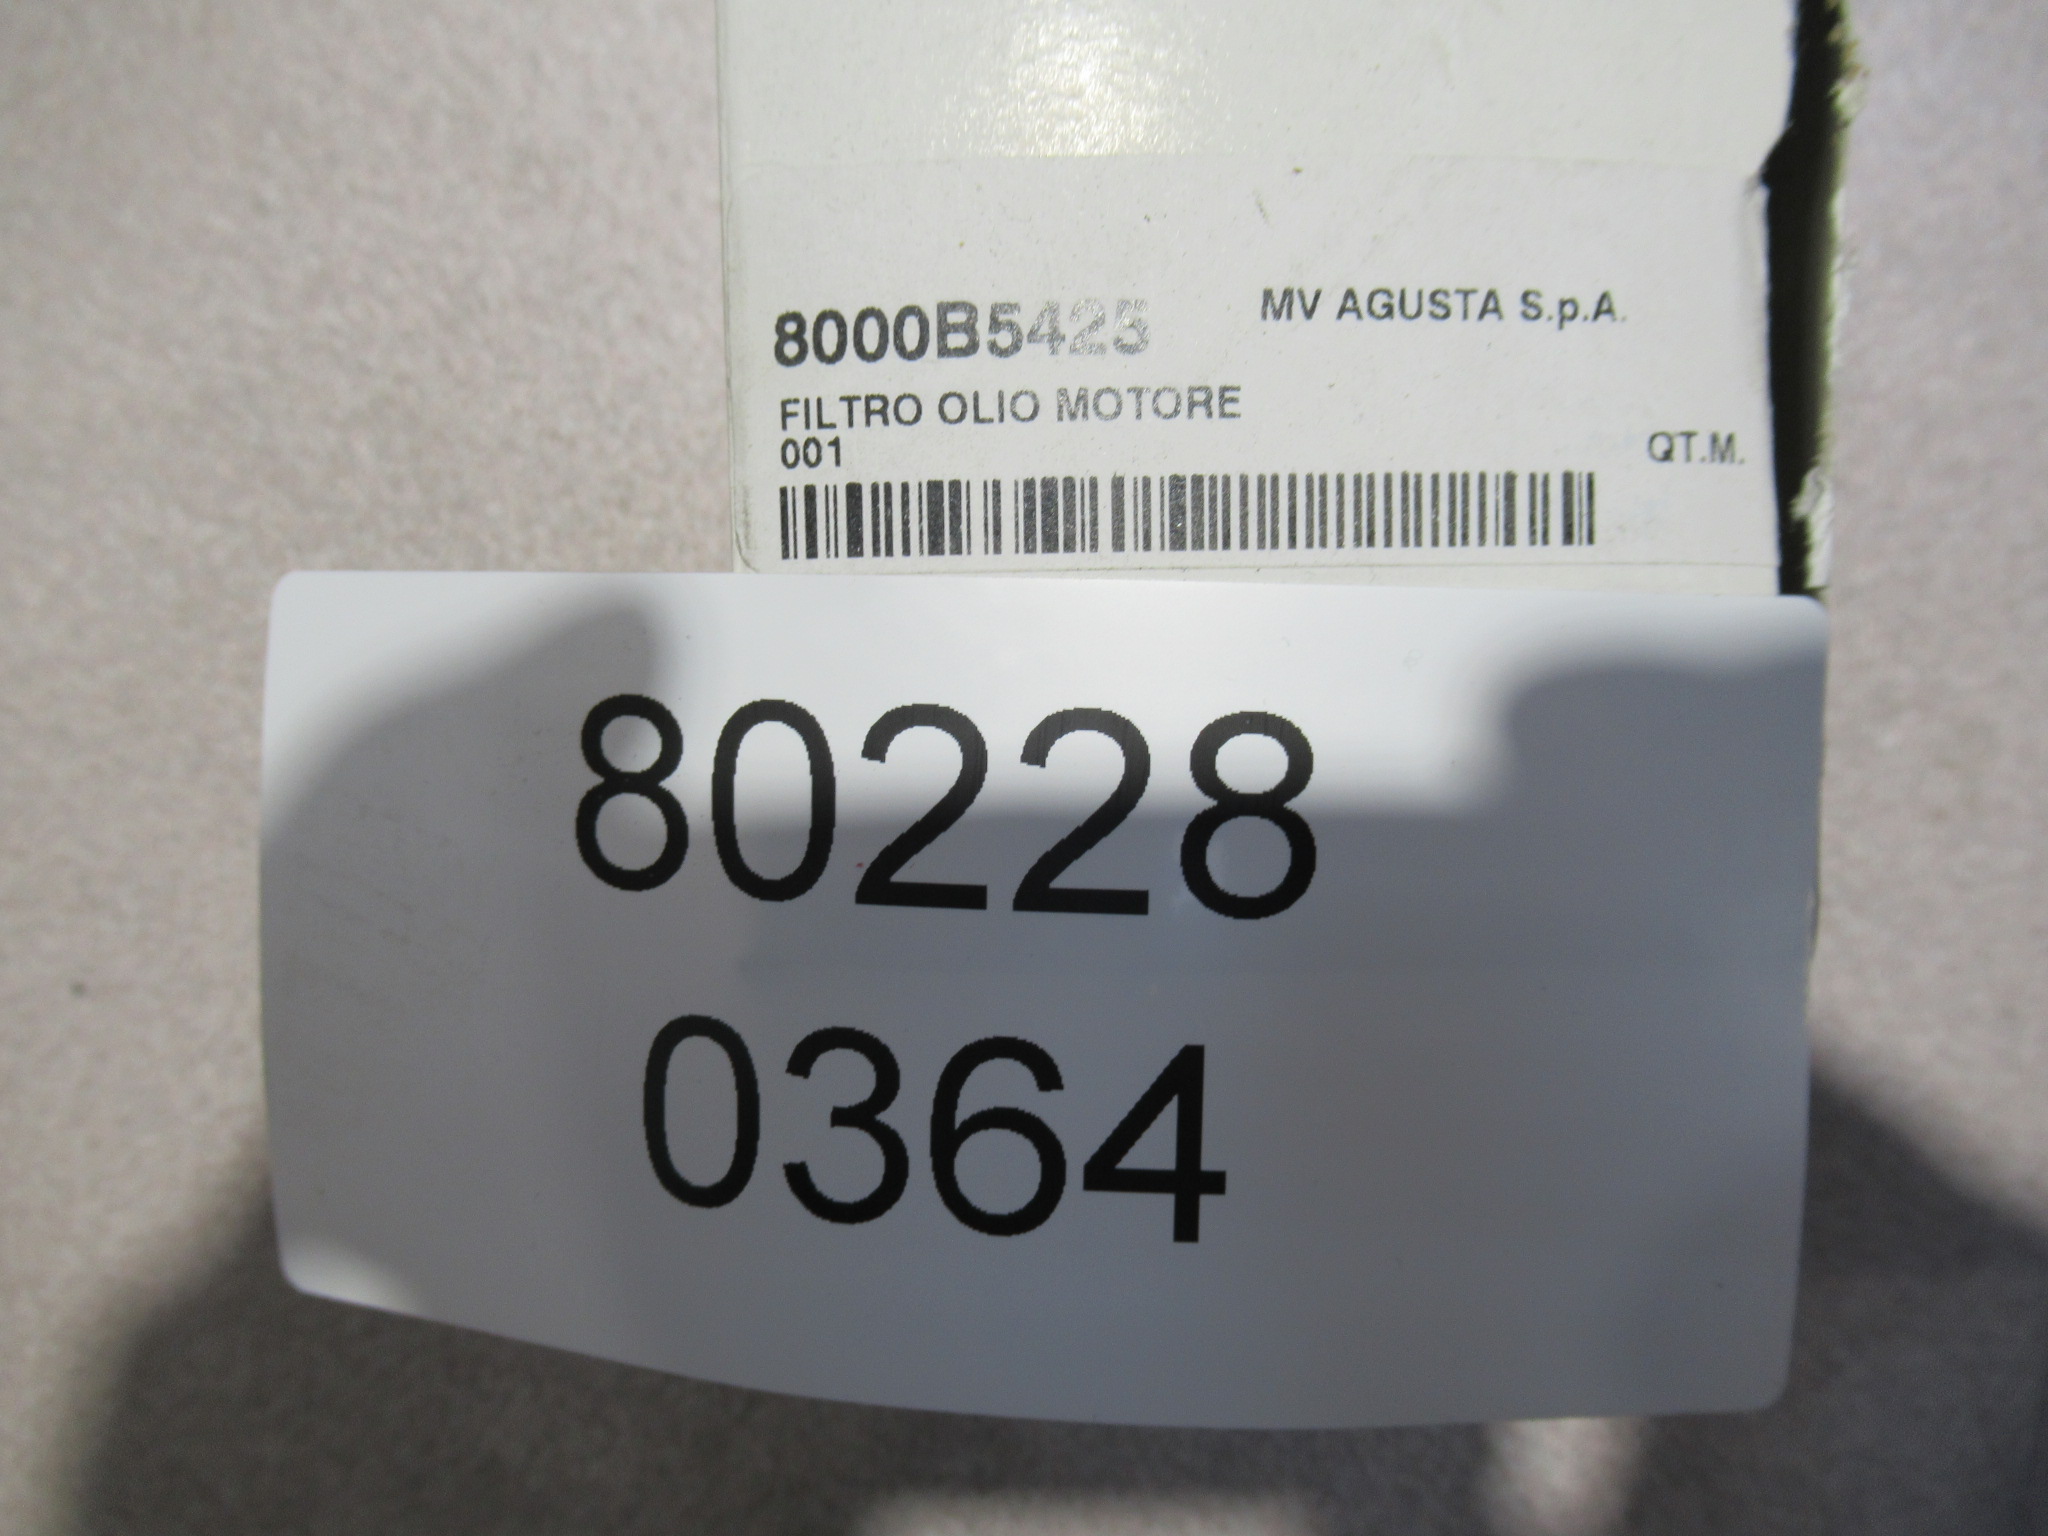 8000B5425
MV AGUSTA S.p.A.
FILTRO OLIO MOTORE
001
QT.M.
80228
0364